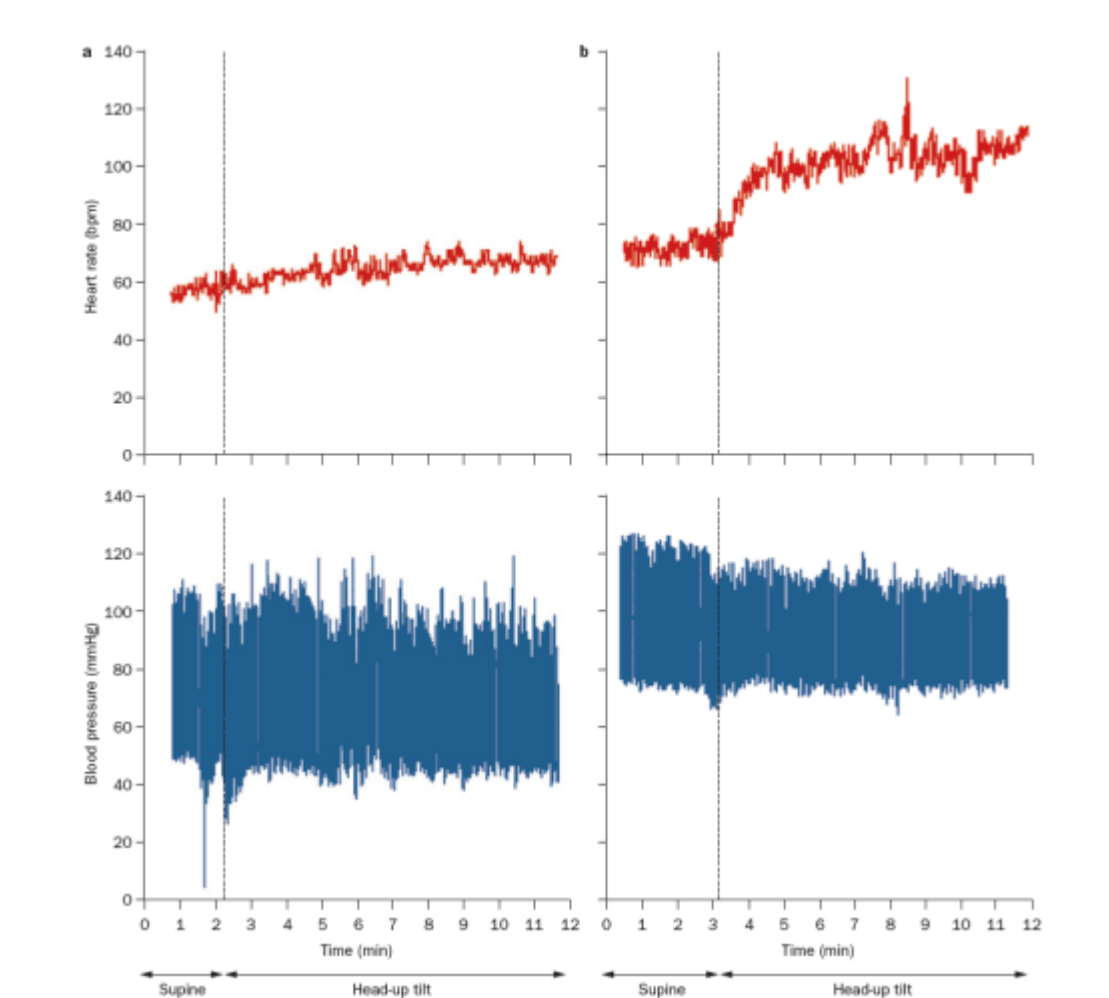 a
140
120
100
80
60
40
20
0
Heart rate (bpm)
b
140
120
100
80
60
40
20
0
Blood pressure (mmHg)
0 1 2 3 4 5 6 7 8 9 10 11 12
Time (min)
Supine Head-up tilt
0 1 2 3 4 5 6 7 8 9 10 11 12
Time (min)
Supine Head-up tilt